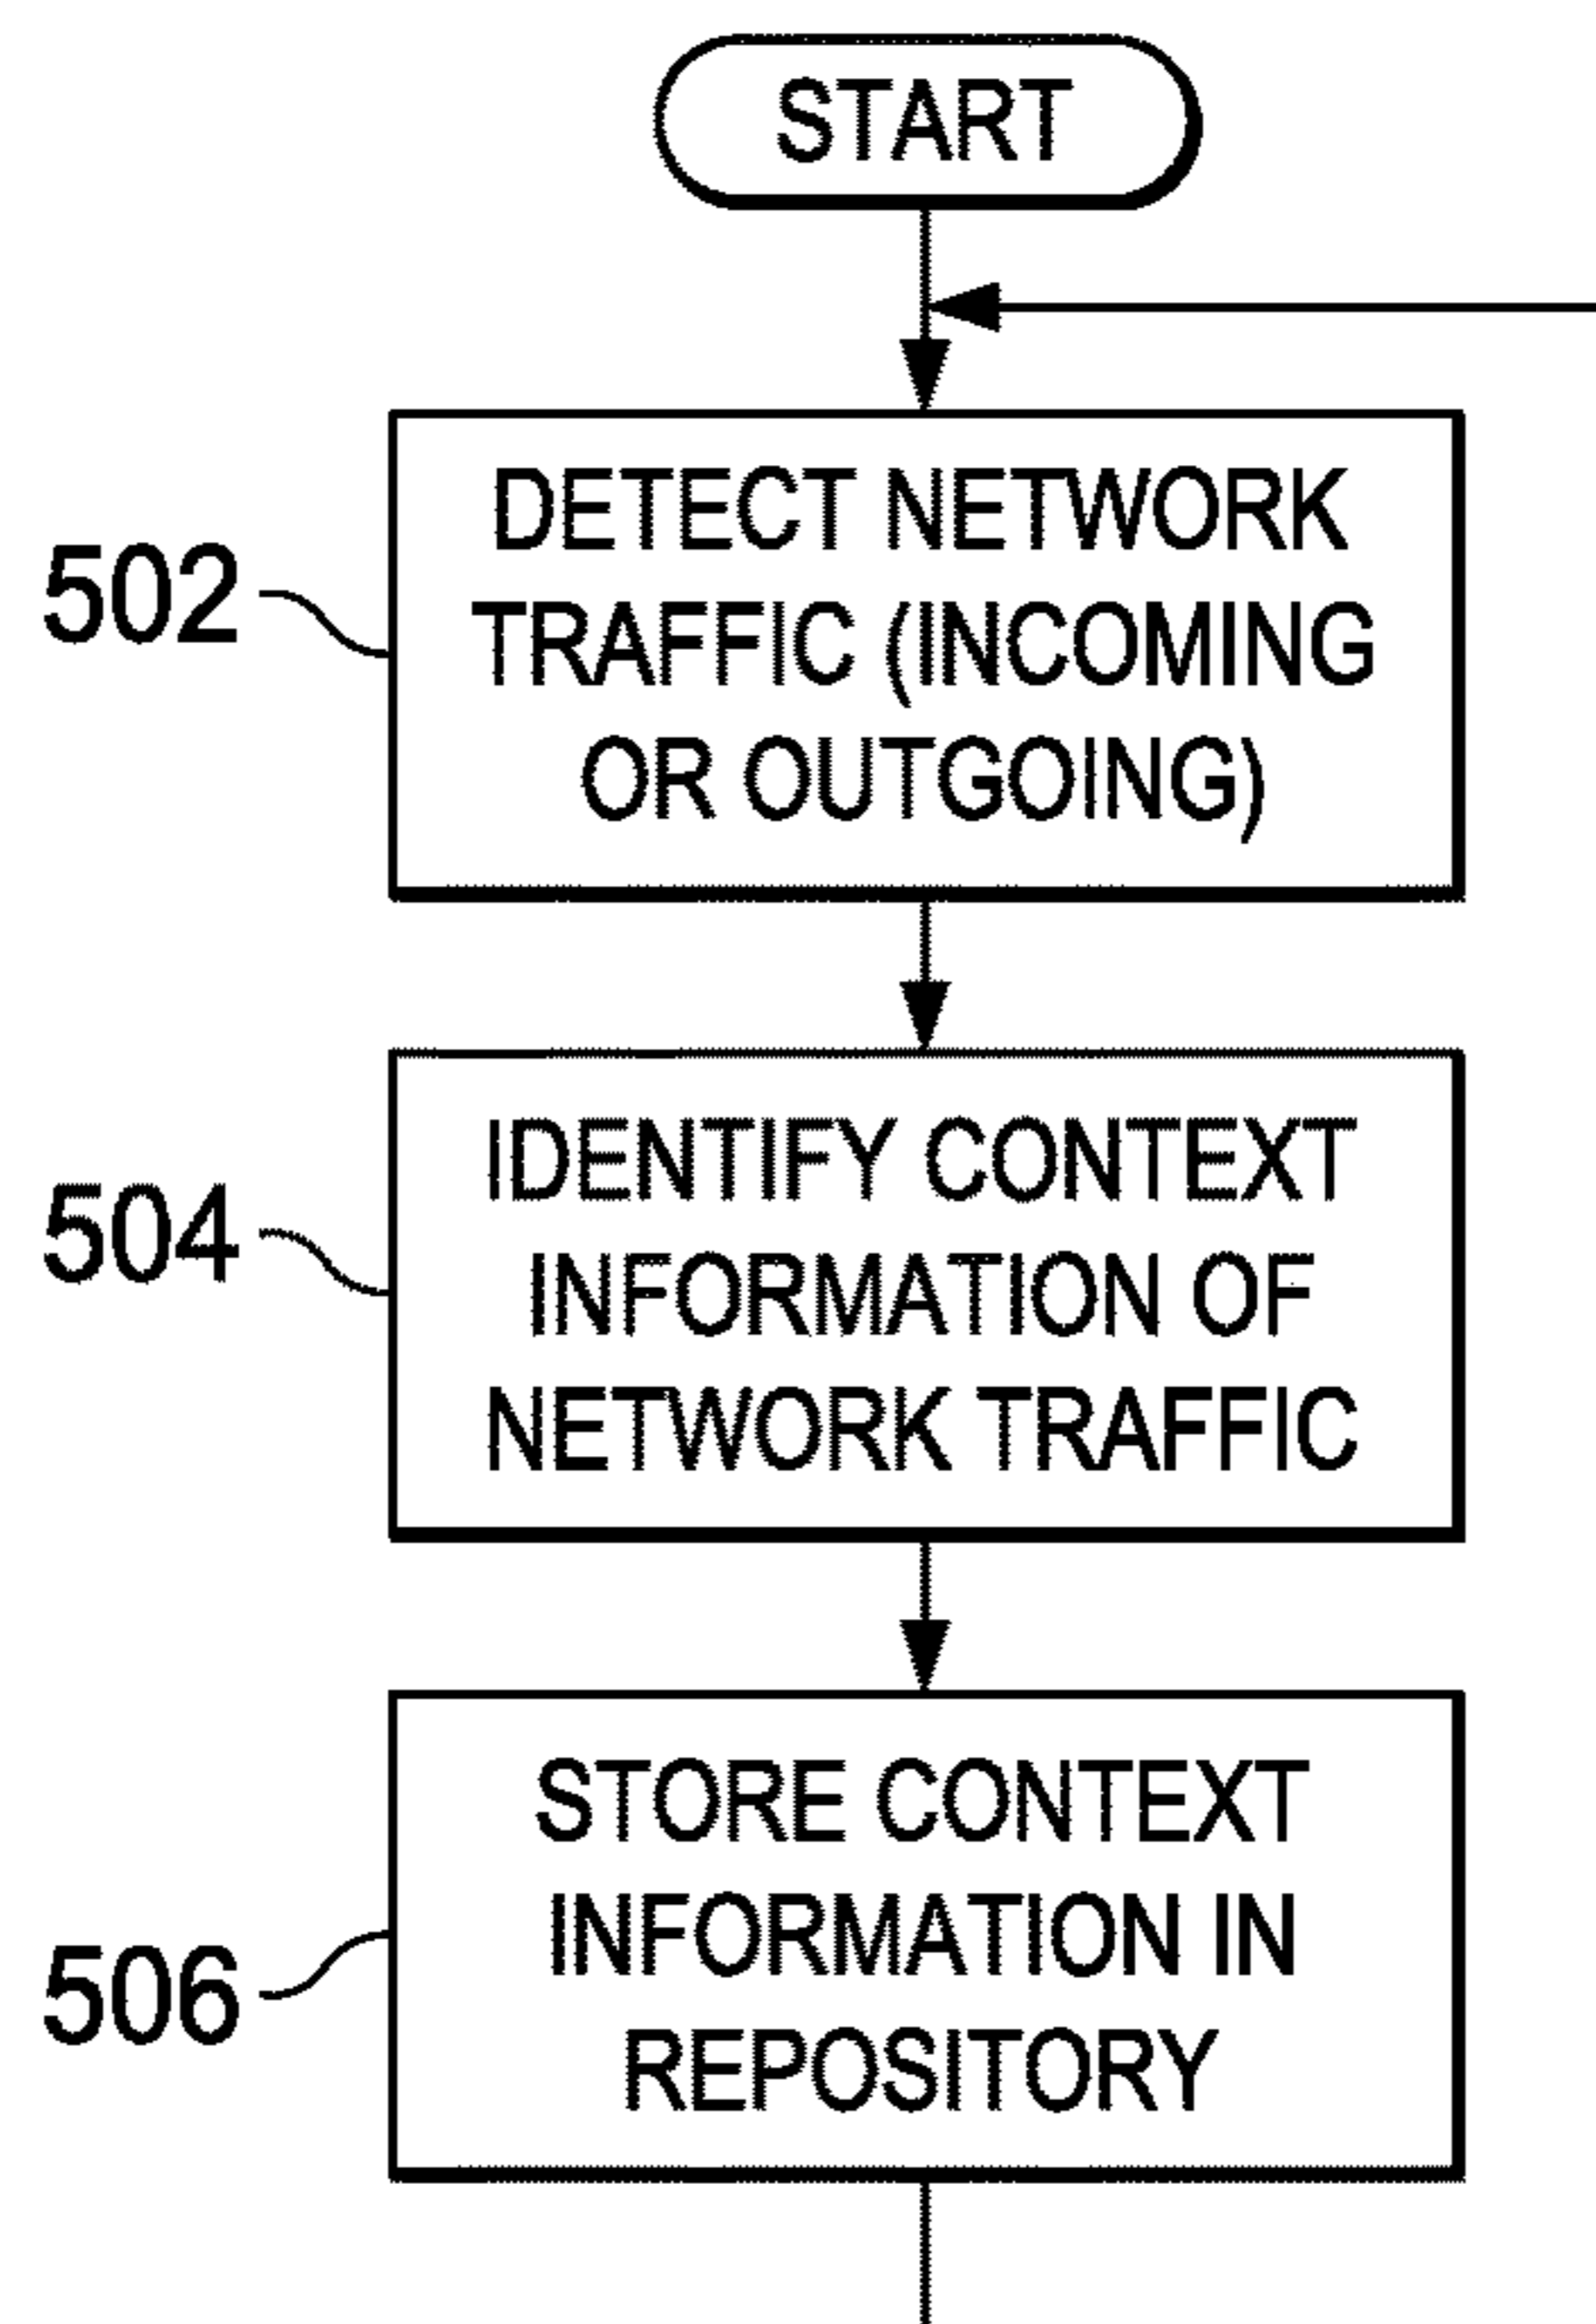 START
502
DETECT NETWORK
TRAFFIC (INCOMING
OR OUTGOING)
504
IDENTIFY CONTEXT
INFORMATION OF
NETWORK TRAFFIC
506
STORE CONTEXT
INFORMATION IN
REPOSITORY